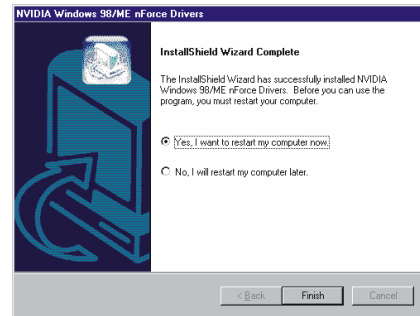 NVIDIA Windows 98/ME nForce Drivers
InstallShield Wizard Complete
The InstallShield Wizard has successfully installed NVIDIA
Windows 98/ME nForce Drivers. Before you can use the
program, you must restart your computer.
Yes, I want to restart my computer now.
No, I will restart my computer later.
< Back
Finish
Cancel